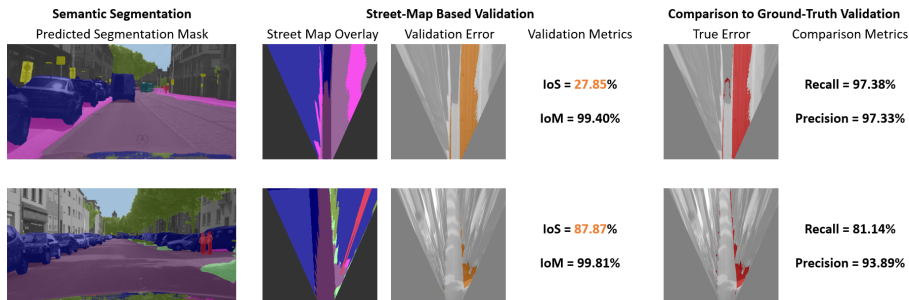 Semantic Segmentation
Street-Map Based Validation
Comparison to Ground-Truth Validation
Predicted Segmentation Mask
Street Map Overlay
Validation Error
Validation Metrics
True Error
Comparison Metrics
IoS = 27.85%
IoM = 99.40%
Recall = 97.38%
Precision = 97.33%
IoS = 87.87%
IoM = 99.81%
Recall = 81.14%
Precision = 93.89%